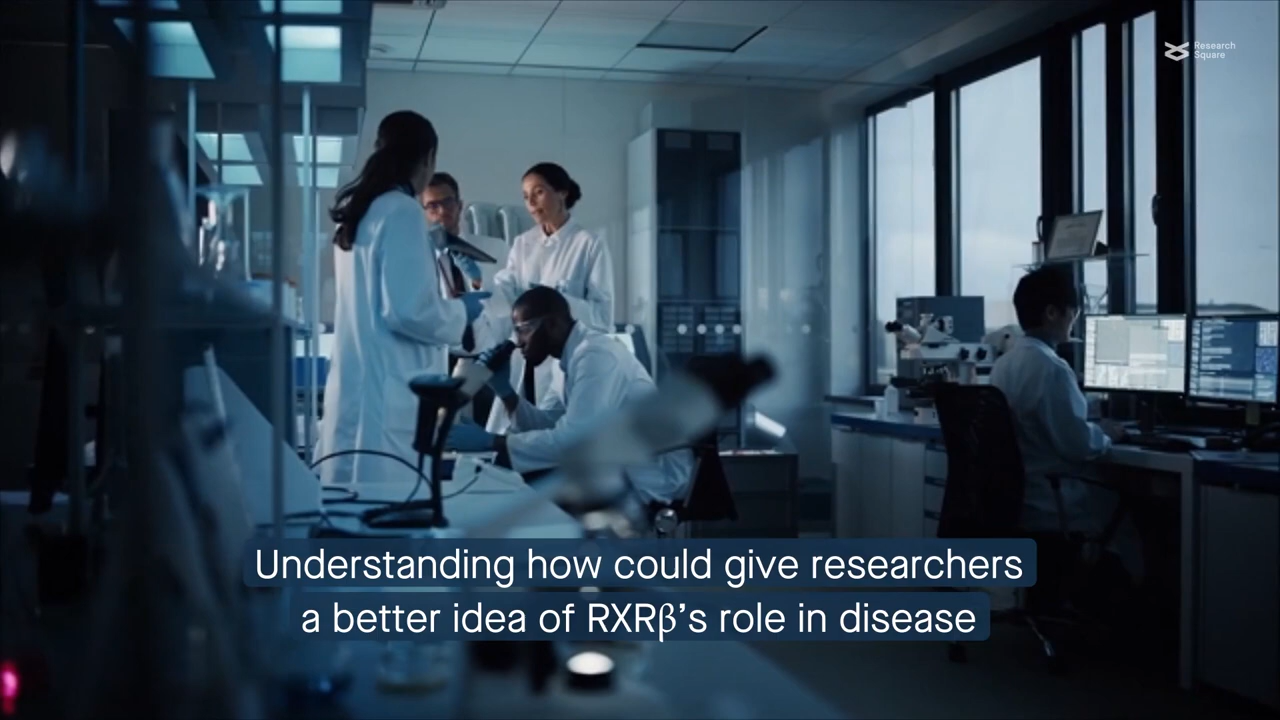 Research
Square
Understanding how could give researchers
a better idea of RXRβ’s role in disease